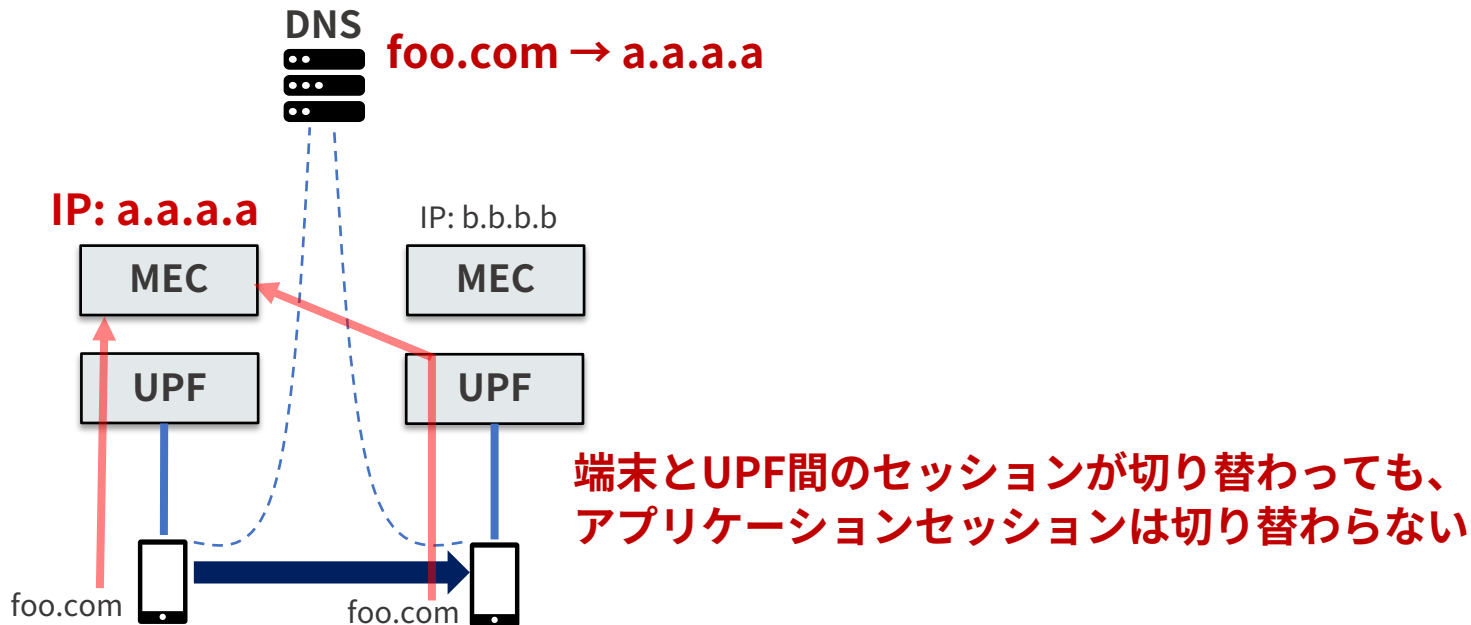 DNS
foo.com → a.a.a.a
IP: a.a.a.a
IP: b.b.b.b
MEC
MEC
UPF
UPF
端末とUPF間のセッションが切り替わっても、
アプリケーションセッションは切り替わらない
foo.com
foo.com